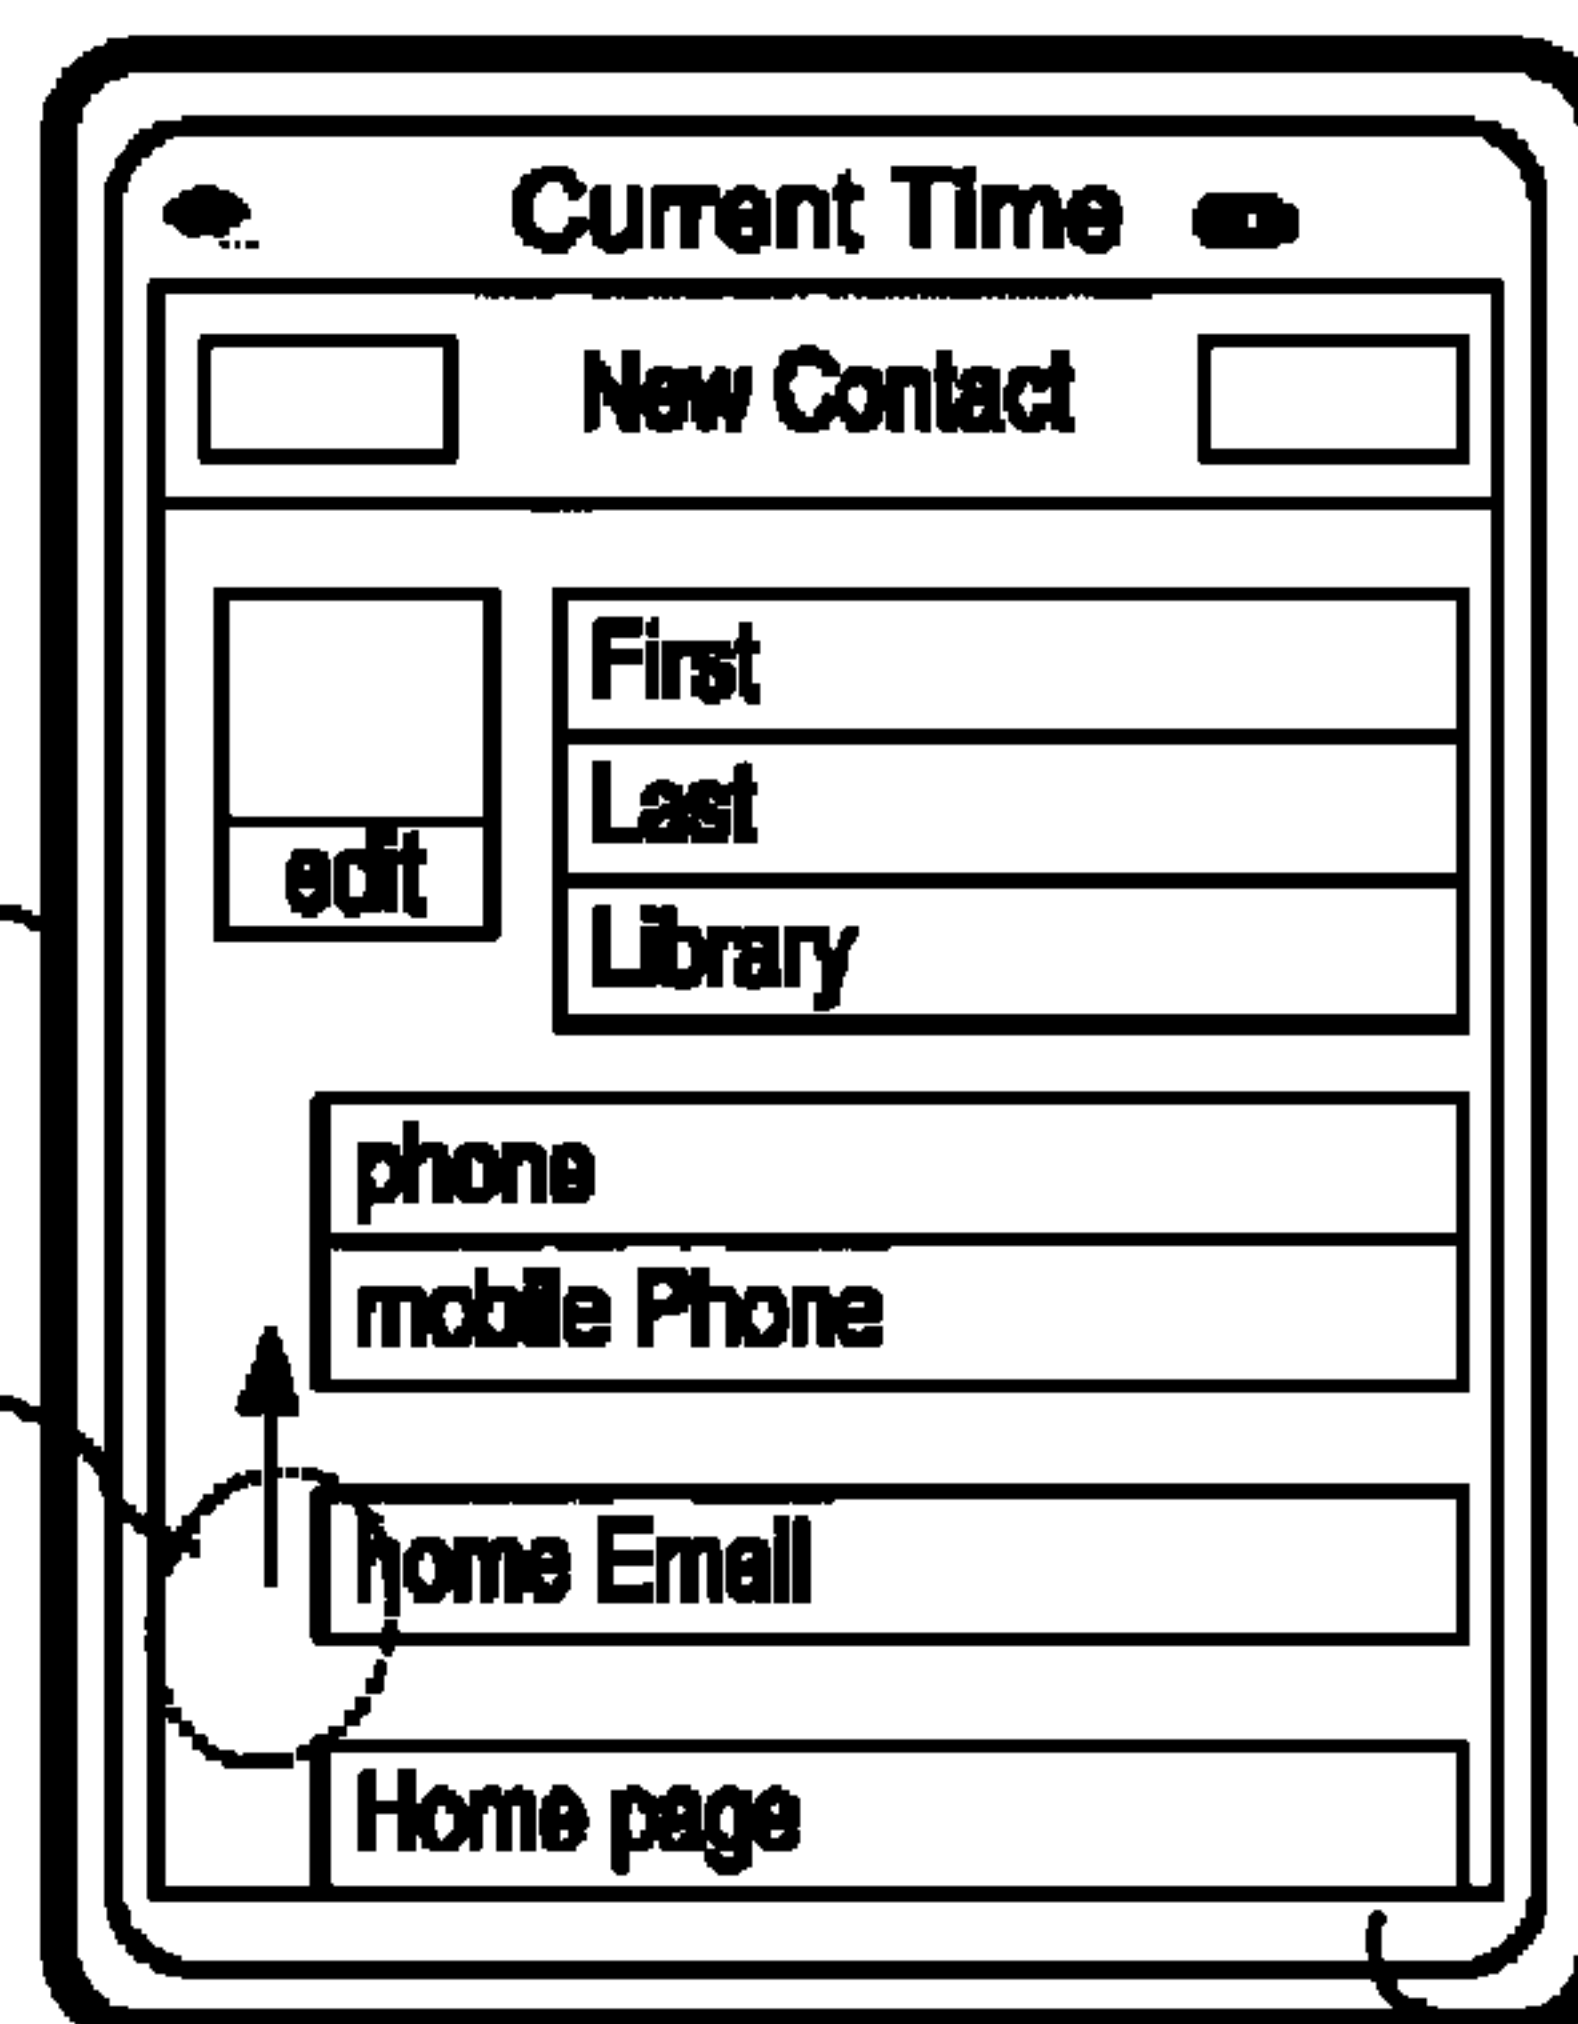 Current Time
New Contact
First
Last
edit
Library
phone
mobile Phone
home Email
Home page